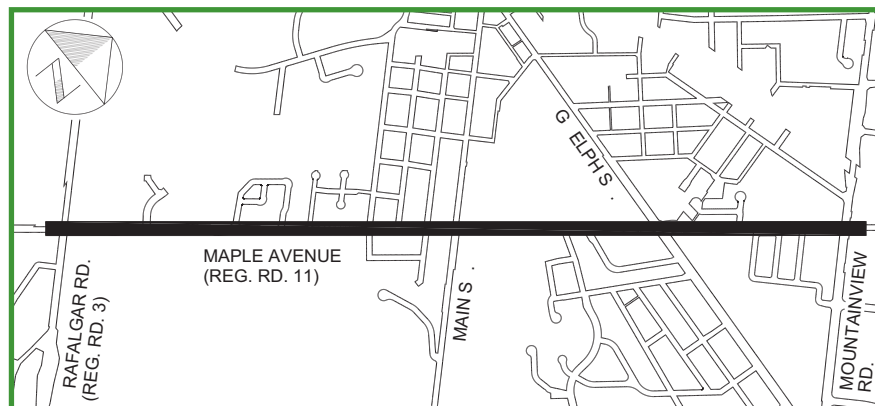 G ELPH S .
MAPLE AVENUE
(REG. RD. 11)
RAFALGAR RD.
(REG. RD. 3)
MAIN S .
MOUNTAINVIEW
RD.